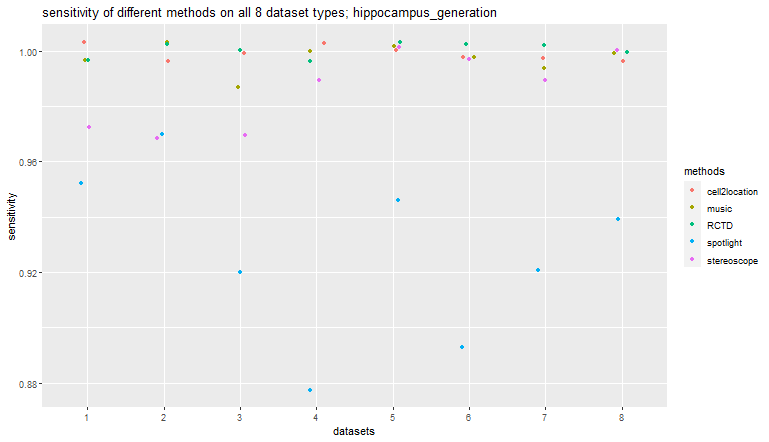 sensitivity of different methods on all 8 dataset types; hippocampus_generation
1.00
0.96
0.92
0.88
sensitivity
1 2 3 4 5 6 7 8
datasets
methods
cell2location
music
RCTD
spotlight
stereoscope